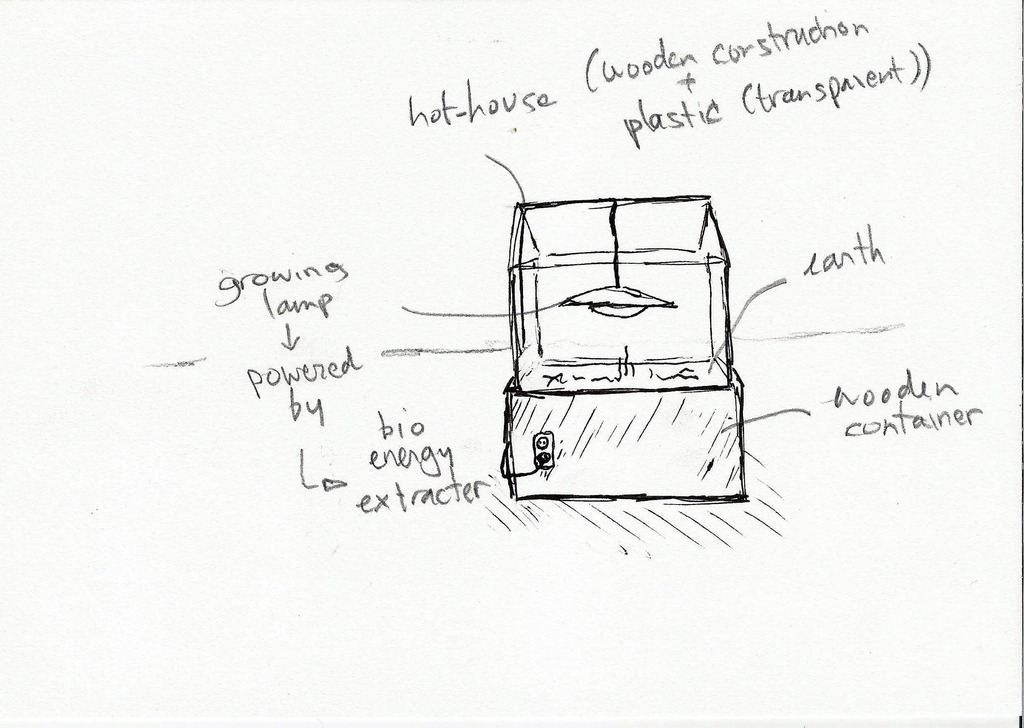 hot-house (wooden construction
+
plastic (transparent))
growing
lamp
↓
powered
by
bio
energy
extracter
earth
wooden
container